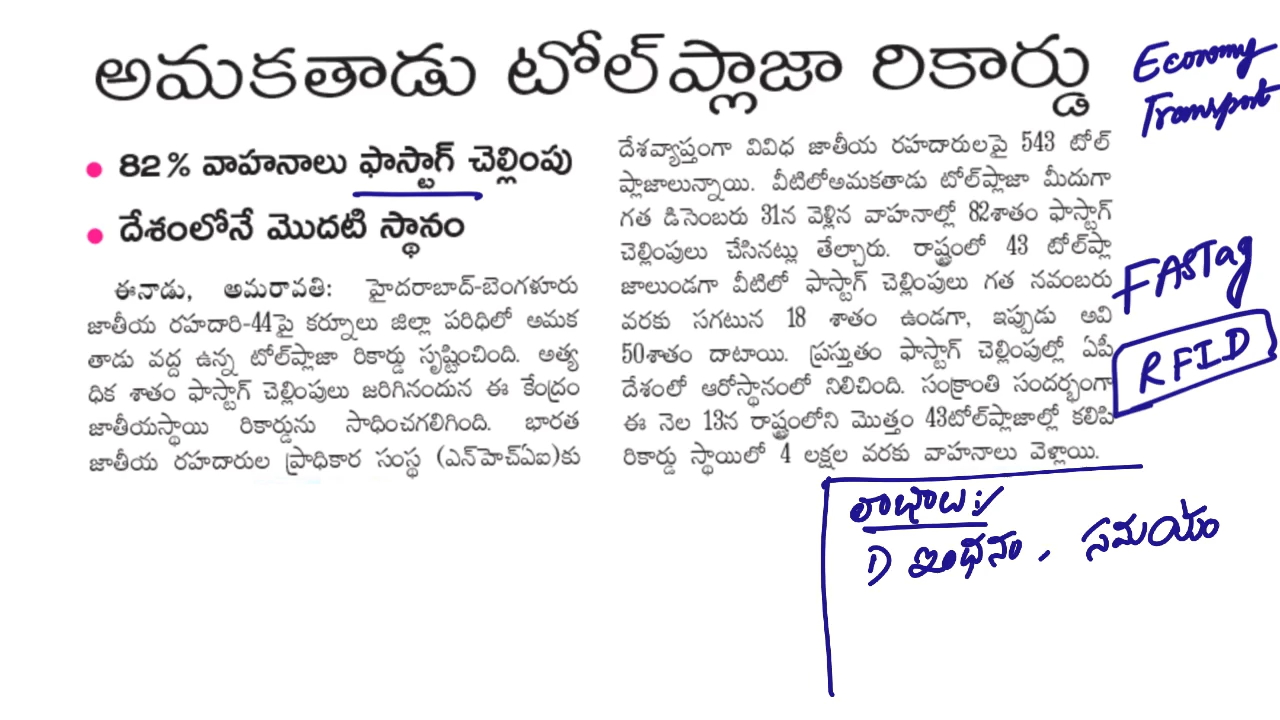 అమకతాడు టోల్‌ప్లాజా రికార్డు
• 82% వాహనాలు ఫాస్టాగ్ చెల్లింపు
• దేశంలోనే మొదటి స్థానం
ఈనాడు, అమరావతి: హైదరాబాద్-బెంగళూరు
జాతీయ రహదారి-44పై కర్నూలు జిల్లా పరిధిలో అమక
తాడు వద్ద ఉన్న టోల్‌ప్లాజా రికార్డు సృష్టించింది. అత్య
ధిక శాతం ఫాస్టాగ్ చెల్లింపులు జరిగినందున ఈ కేంద్రం
జాతీయస్థాయి రికార్డును సాధించగలిగింది. భారత
జాతీయ రహదారుల ప్రాధికార సంస్థ (ఎన్‌హెచ్‌ఏఐ)కు
దేశవ్యాప్తంగా వివిధ జాతీయ రహదారులపై 543 టోల్
ప్లాజాలున్నాయి. వీటిలోఅమకతాడు టోల్‌ప్లాజా మీదుగా
గత డిసెంబరు 31న వెళ్లిన వాహనాల్లో 82శాతం ఫాస్టాగ్
చెల్లింపులు చేసినట్లు తేల్చారు. రాష్ట్రంలో 43 టోల్‌ప్లా
జాలుండగా వీటిలో ఫాస్టాగ్ చెల్లింపులు గత నవంబరు
వరకు సగటున 18 శాతం ఉండగా, ఇప్పుడు అవి
50శాతం దాటాయి. ప్రస్తుతం ఫాస్టాగ్ చెల్లింపుల్లో ఏపీ
దేశంలో ఆరోస్థానంలో నిలిచింది. సంక్రాంతి సందర్భంగా
ఈ నెల 13న రాష్ట్రంలోని మొత్తం 43టోల్‌ప్లాజాల్లో కలిపి
రికార్డు స్థాయిలో 4 లక్షల వరకు వాహనాలు వెళ్లాయి.
Economy
Transport
FASTag
RFID
లాభాలు:
1) ఇంధనం, సమయం